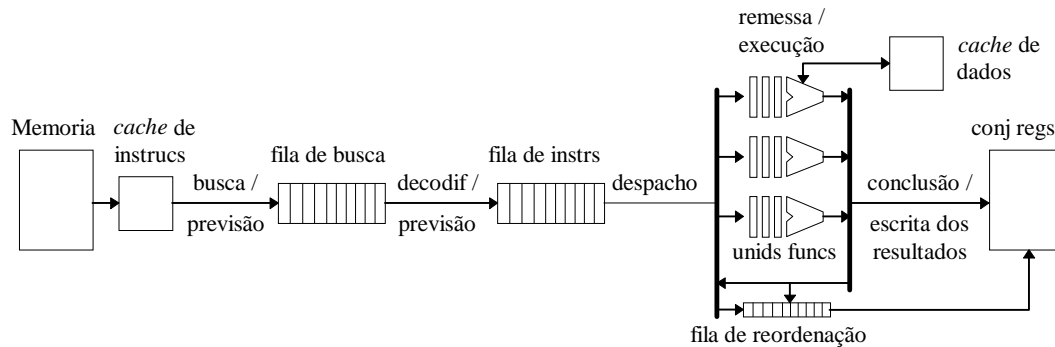 remessa /
execução
cache de
dados
Memoria
cache de
instrucs
fila de busca
fila de instrs
conj regs
busca /
previsão
decodif /
previsão
despacho
conclusão /
escrita dos
resultados
unids funcs
fila de reordenação